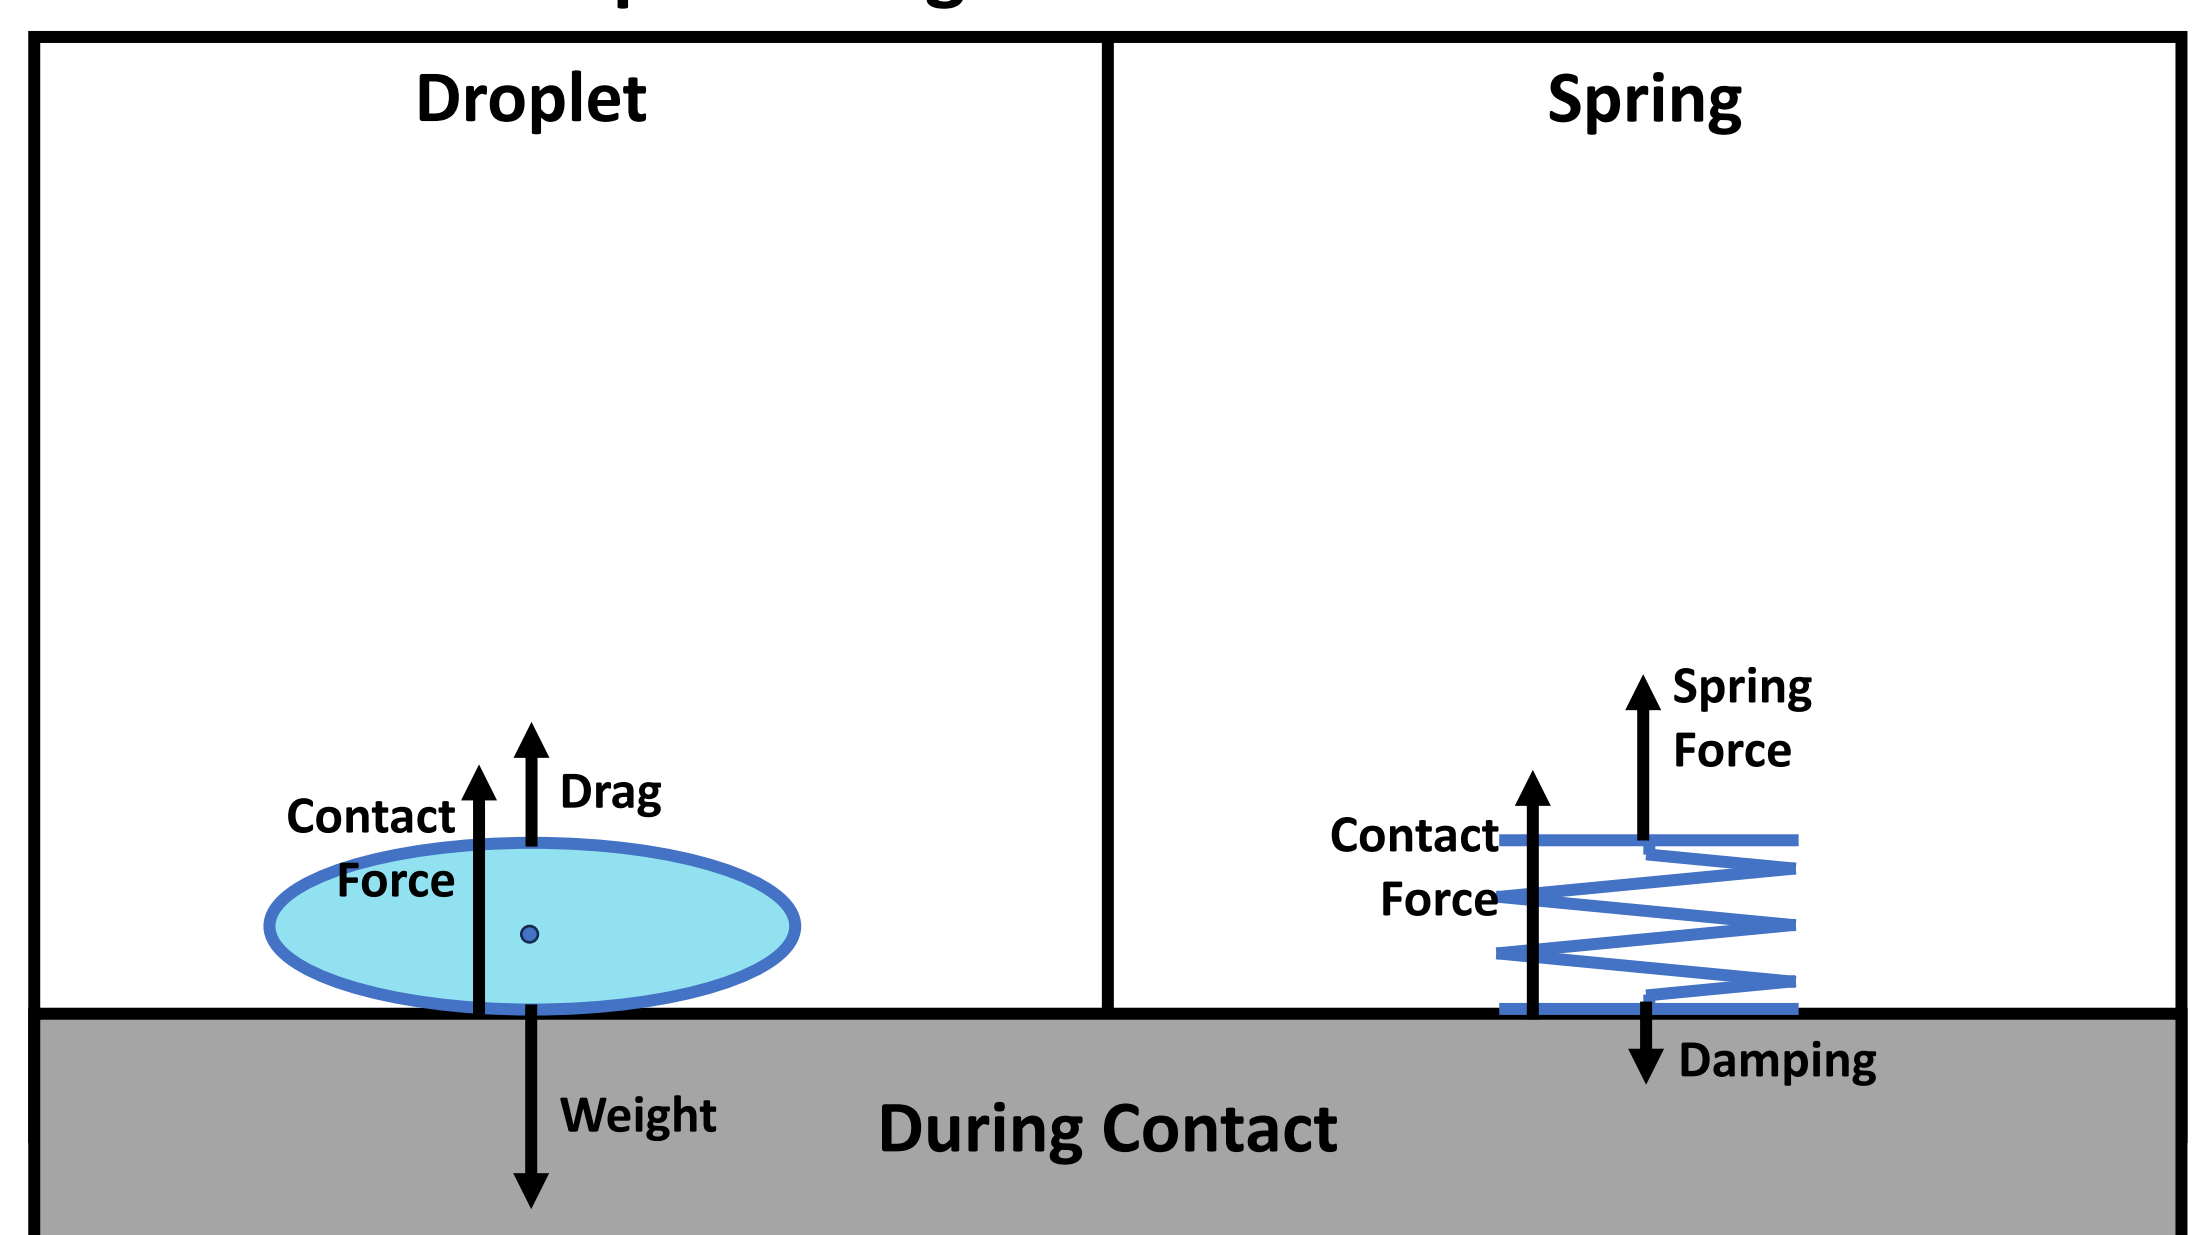 Droplet
Spring
Spring
Force
Drag
Contact
Force
Contact
Force
Damping
Weight
During Contact